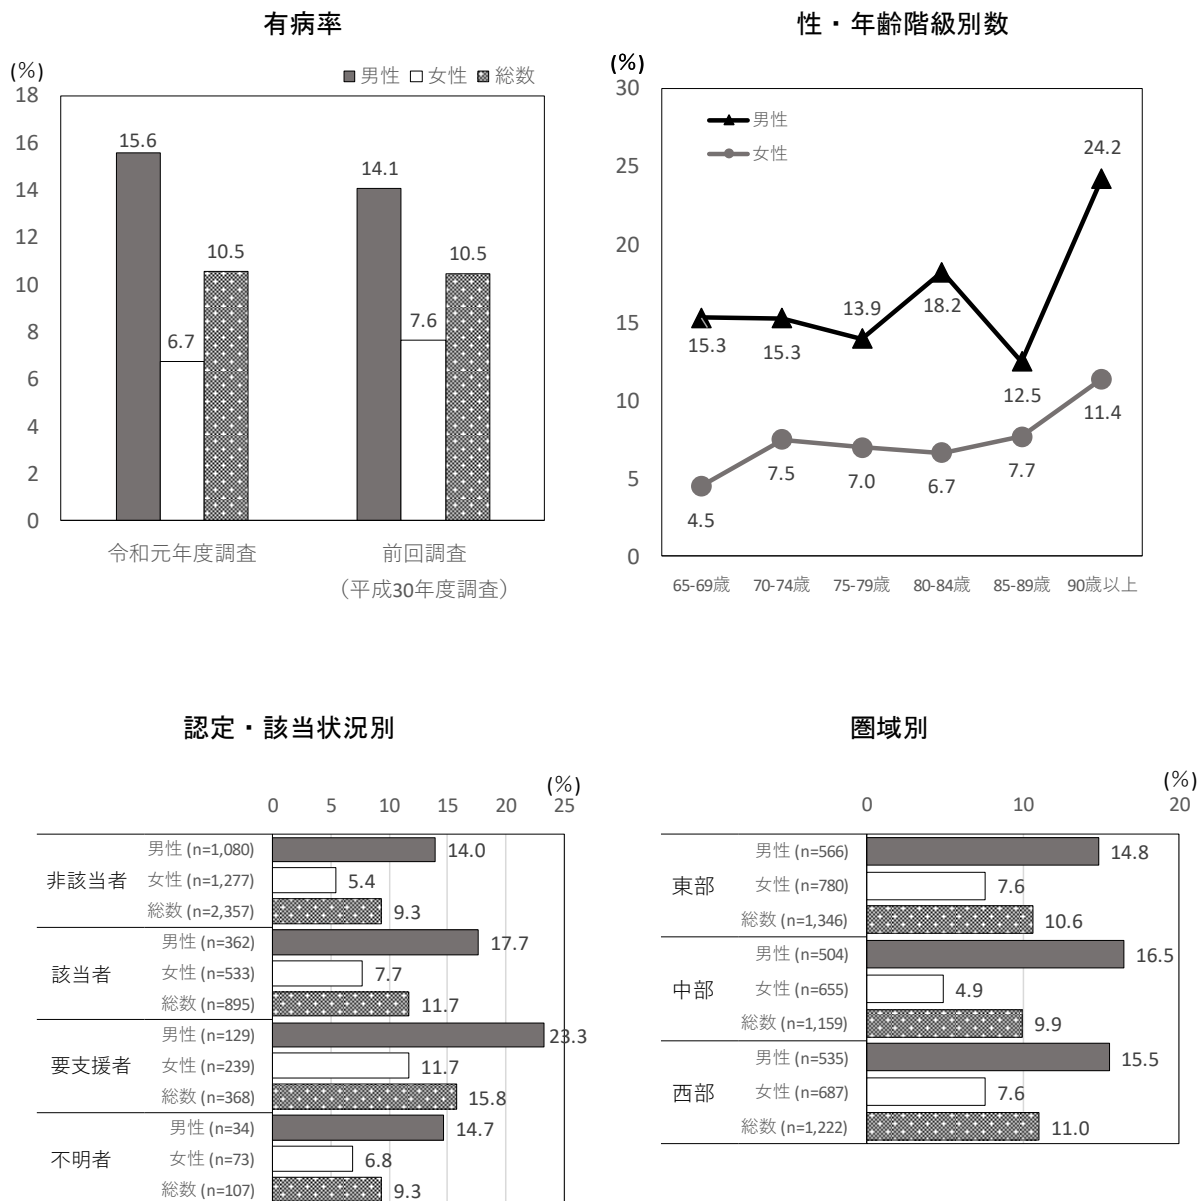 有病率
(%)
■男性 □女性 総数
18
16
14
12
10
8
6
4
2
0
15.6
6.7
10.5
14.1
7.6
10.5
令和元年度調査
前回調査
（平成30年度調査）
性・年齢階級別数
(%)
30
25
20
15
10
5
0
男性
女性
15.3
15.3
13.9
18.2
12.5
24.2
4.5
7.5
7.0
6.7
7.7
11.4
65-69歳 70-74歳 75-79歳 80-84歳 85-89歳 90歳以上
認定・該当状況別
(%)
0 5 10 15 20 25
非該当者
男性 (n=1,080) 14.0
女性 (n=1,277) 5.4
総数 (n=2,357) 9.3
該当者
男性 (n=362) 17.7
女性 (n=533) 7.7
総数 (n=895) 11.7
要支援者
男性 (n=129) 23.3
女性 (n=239) 11.7
総数 (n=368) 15.8
不明者
男性 (n=34) 14.7
女性 (n=73) 6.8
総数 (n=107) 9.3
圏域別
(%)
0 10 20
東部
男性 (n=566) 14.8
女性 (n=780) 7.6
総数 (n=1,346) 10.6
中部
男性 (n=504) 16.5
女性 (n=655) 4.9
総数 (n=1,159) 9.9
西部
男性 (n=535) 15.5
女性 (n=687) 7.6
総数 (n=1,222) 11.0